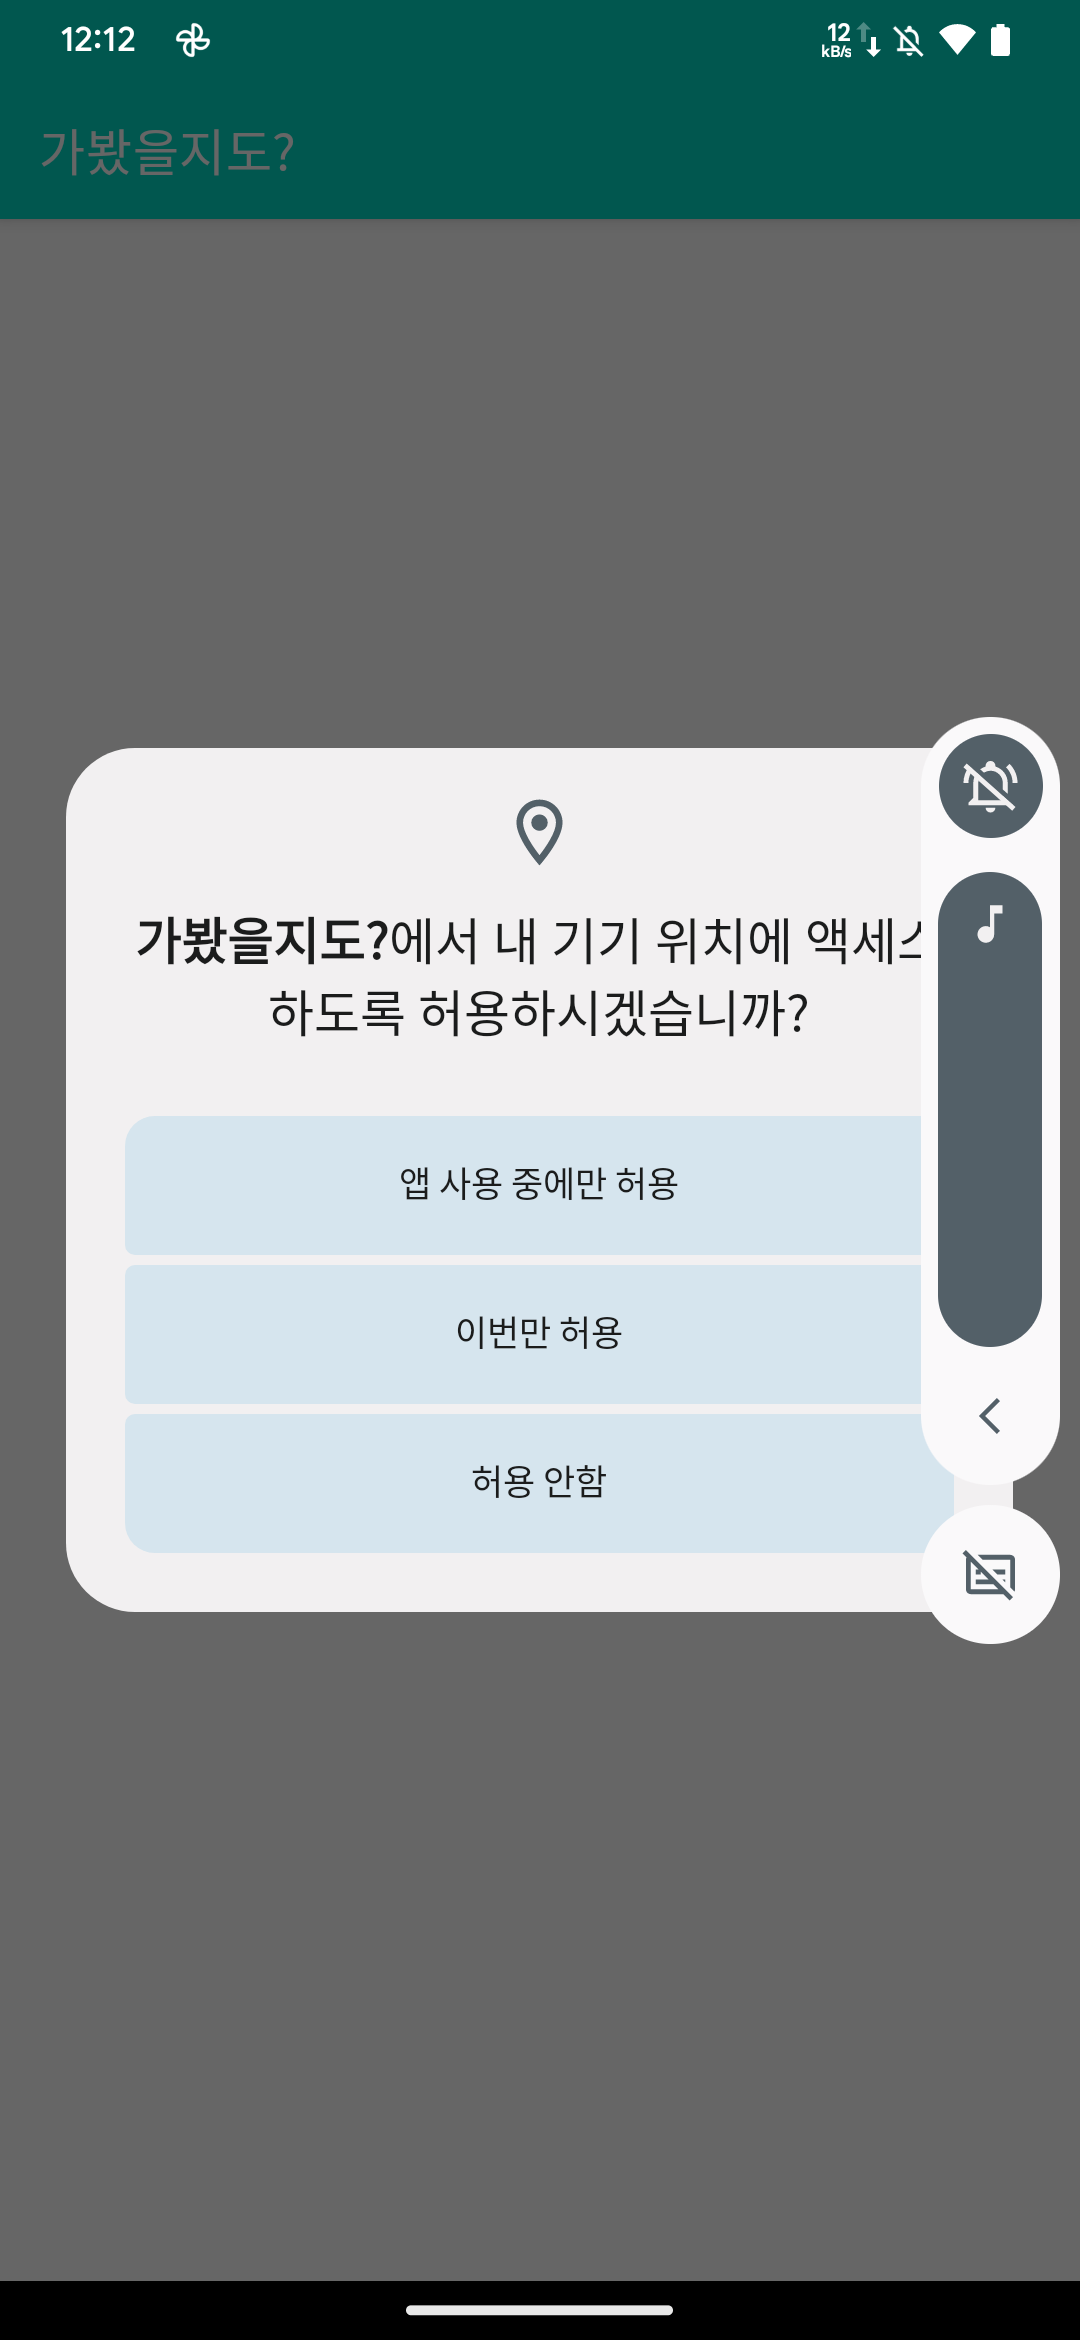 12:12
12
kB/s
가봤을지도?
가봤을지도?에서 내 기기 위치에 액세스
하도록 허용하시겠습니까?
앱 사용 중에만 허용
이번만 허용
허용 안함